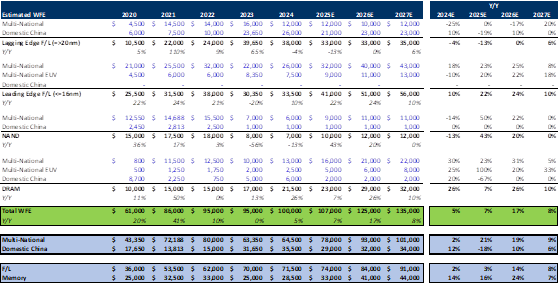 Y/Y
Estimated WFE 2020 2021 2022 2023 2024 2025E 2026E 2027E 2024E 2025E 2026E 2027E
Multi-National $ 4,500 $ 14,500 $ 14,000 $ 16,000 $ 12,000 $ 12,000 $ 10,000 $ 12,000 -25% 0% -17% 20%
Domestic China 6,000 7,500 10,000 23,650 26,000 21,000 23,000 23,000 10% -19% 10% 0%
Lagging Edge F/L (>=20nm) $ 10,500 $ 22,000 $ 24,000 $ 39,650 $ 38,000 $ 33,000 $ 33,000 $ 35,000 -4% -13% 0% 6%
Y/Y 5% 110% 9% 65% -4% -13% 0% 6%
Multi-National $ 21,000 $ 25,500 $ 32,000 $ 22,000 $ 26,000 $ 32,000 $ 40,000 $ 43,000 18% 23% 25% 8%
Multi-National EUV 4,500 6,000 6,000 8,350 7,500 9,000 11,000 13,000 -10% 20% 22% 18%
Domestic China - - - - - - - -
Leading Edge F/L (<=16nm) $ 25,500 $ 31,500 $ 38,000 $ 30,350 $ 33,500 $ 41,000 $ 51,000 $ 56,000 10% 22% 24% 10%
Y/Y 22% 24% 21% -20% 10% 22% 24% 10%
Multi-National $ 12,550 $ 14,688 $ 15,500 $ 7,000 $ 6,000 $ 9,000 $ 11,000 $ 11,000 -14% 50% 22% 0%
Domestic China 2,450 2,813 2,500 1,000 1,000 1,000 1,000 1,000 0% 0% 0% 0%
NAND $ 15,000 $ 17,500 $ 18,000 $ 8,000 $ 7,000 $ 10,000 $ 12,000 $ 12,000 -13% 43% 20% 0%
Y/Y 36% 17% 3% -56% -13% 43% 20% 0%
Multi-National $ 800 $ 11,500 $ 12,500 $ 10,000 $ 13,000 $ 16,000 $ 21,000 $ 22,000 30% 23% 31% 5%
Multi-National EUV 500 1,250 1,750 2,000 2,500 5,000 6,000 8,000 25% 100% 20% 33%
Domestic China 8,700 2,250 750 5,000 6,000 2,000 2,000 2,000 20% -67% 0% 0%
DRAM $ 10,000 $ 15,000 $ 15,000 $ 17,000 $ 21,500 $ 23,000 $ 29,000 $ 32,000 26% 7% 26% 10%
Y/Y 11% 50% 0% 13% 26% 7% 26% 10%
Total WFE $ 61,000 $ 86,000 $ 95,000 $ 95,000 $ 100,000 $ 107,000 $ 125,000 $ 135,000 5% 7% 17% 8%
Y/Y 20% 41% 10% 0% 5% 7% 17% 8%
Multi-National $ 43,350 $ 72,188 $ 80,000 $ 63,350 $ 64,500 $ 78,000 $ 93,000 $ 101,000 2% 21% 19% 9%
Domestic China $ 17,650 $ 13,813 $ 15,000 $ 31,650 $ 35,500 $ 29,000 $ 32,000 $ 34,000 12% -18% 10% 6%
F/L $ 36,000 $ 53,500 $ 62,000 $ 70,000 $ 71,500 $ 74,000 $ 84,000 $ 91,000 2% 3% 14% 8%
Memory $ 25,000 $ 32,500 $ 33,000 $ 25,000 $ 28,500 $ 33,000 $ 41,000 $ 44,000 14% 16% 24% 7%